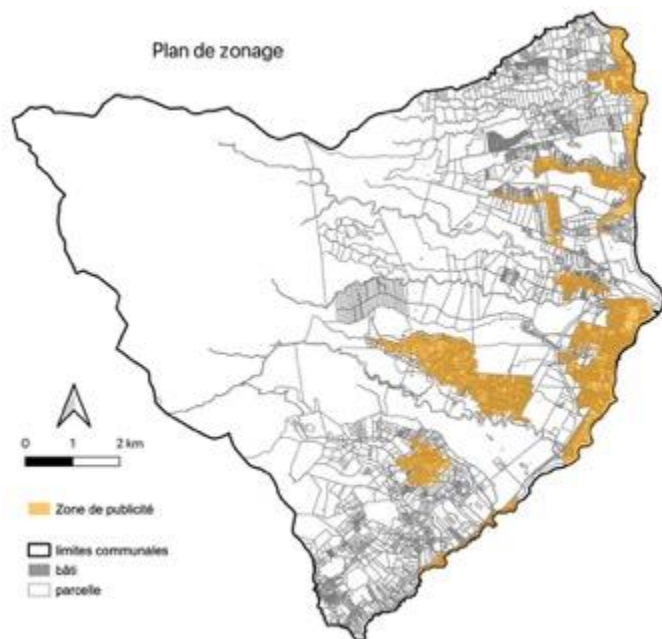 Plan de zonage
0 1 2 km
Zone de publicité
limites communales
bâti
parcelle